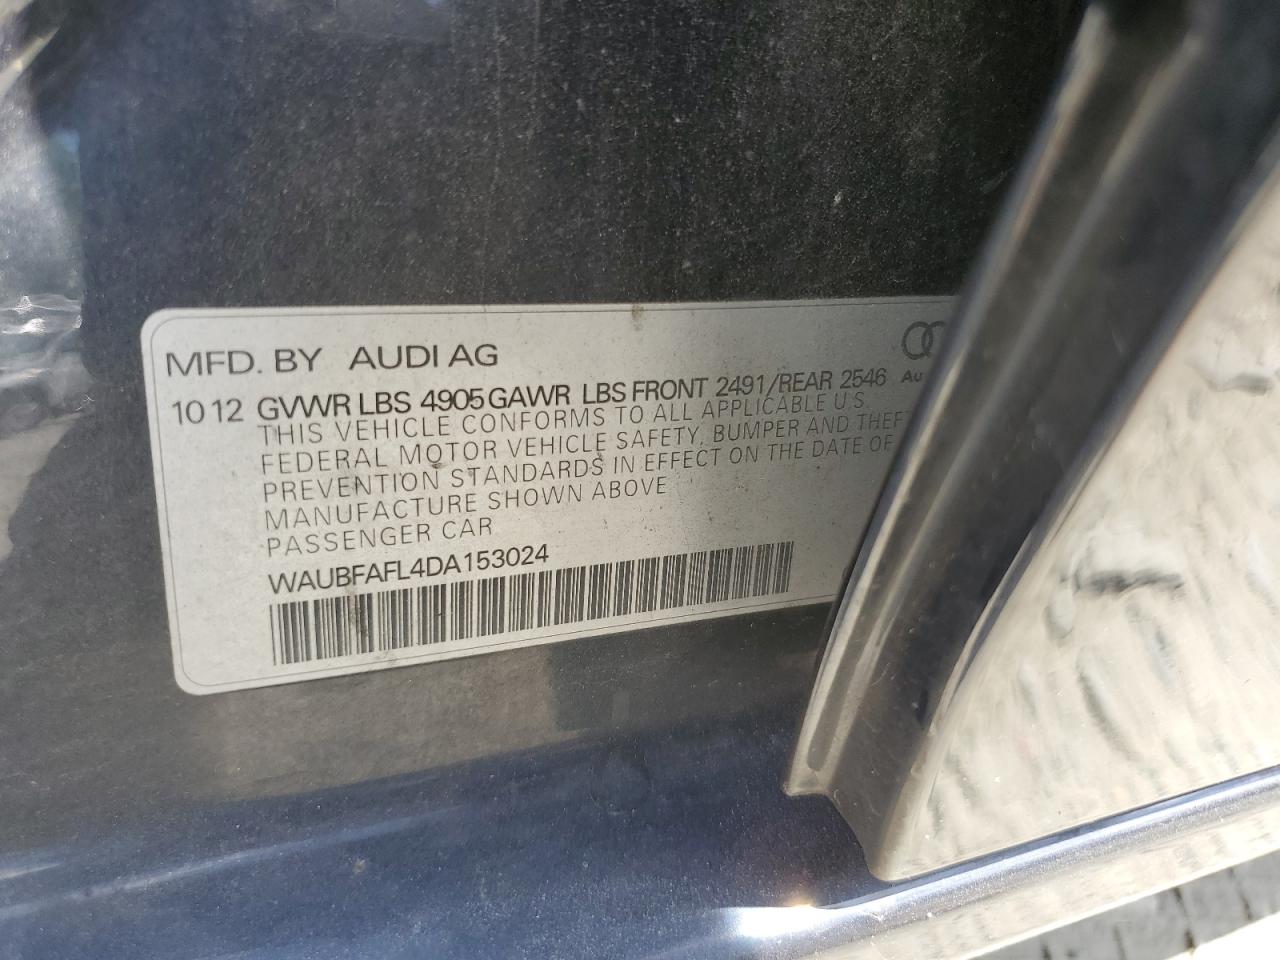 MFD. BY AUDI AG
10 12 GVWR LBS 4905 GAWR LBS FRONT 2491/REAR 2546
THIS VEHICLE CONFORMS TO ALL APPLICABLE U.S.
FEDERAL MOTOR VEHICLE SAFETY, BUMPER AND THEFT
PREVENTION STANDARDS IN EFFECT ON THE DATE OF
MANUFACTURE SHOWN ABOVE
PASSENGER CAR
WAUBFAFL4DA153024